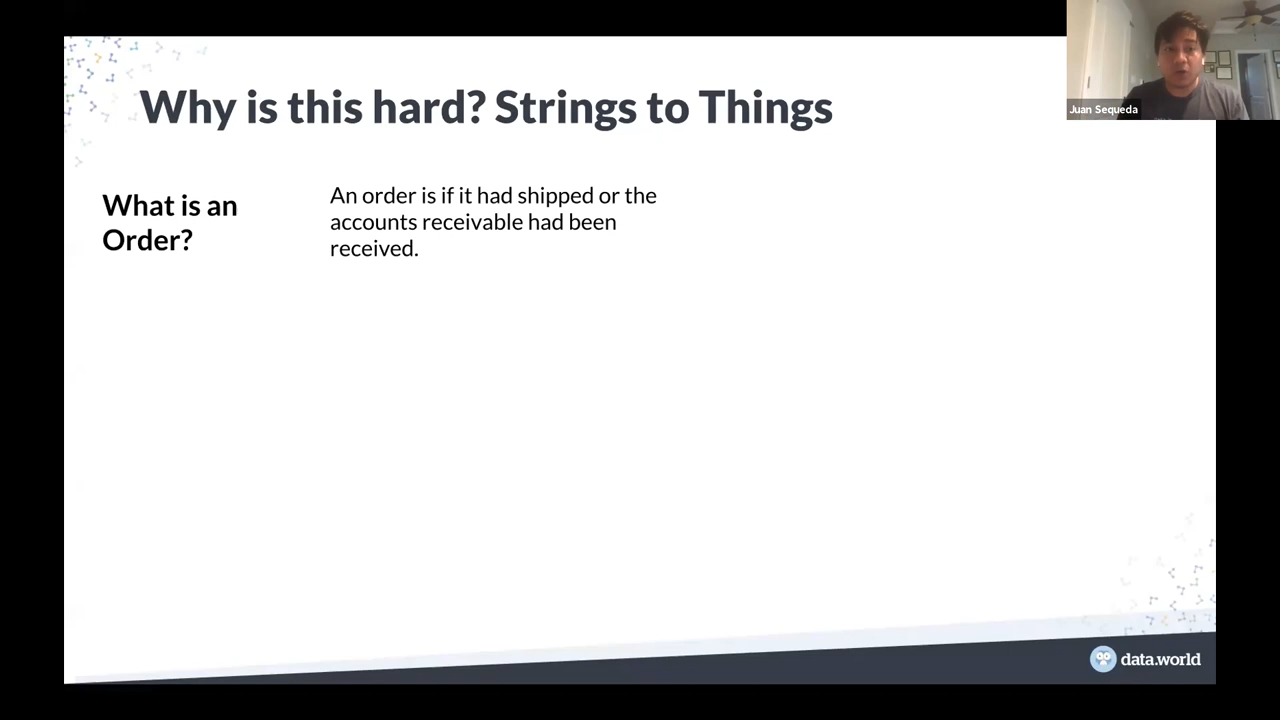 Why is this hard? Strings to Things
What is an
Order?
An order is if it had shipped or the
accounts receivable had been
received.
Juan Sequeda
data.world